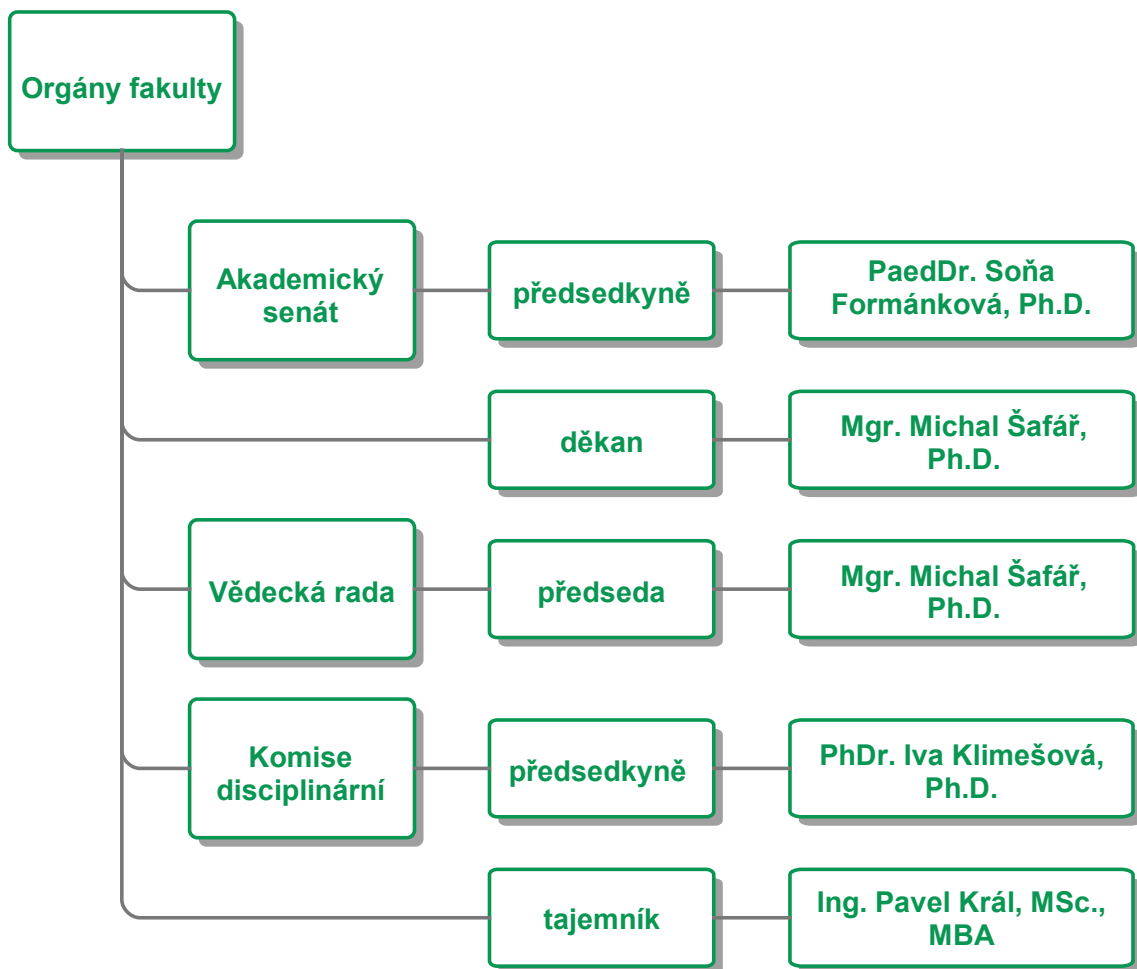 Orgány fakulty
Akademický
senát
předsedkyně
PaedDr. Soňa
Formánková, Ph.D.
děkan
Mgr. Michal Šafář,
Ph.D.
Vědecká rada
předseda
Mgr. Michal Šafář,
Ph.D.
Komise
disciplinární
předsedkyně
PhDr. Iva Klimešová,
Ph.D.
tajemník
Ing. Pavel Král, MSc.,
MBA